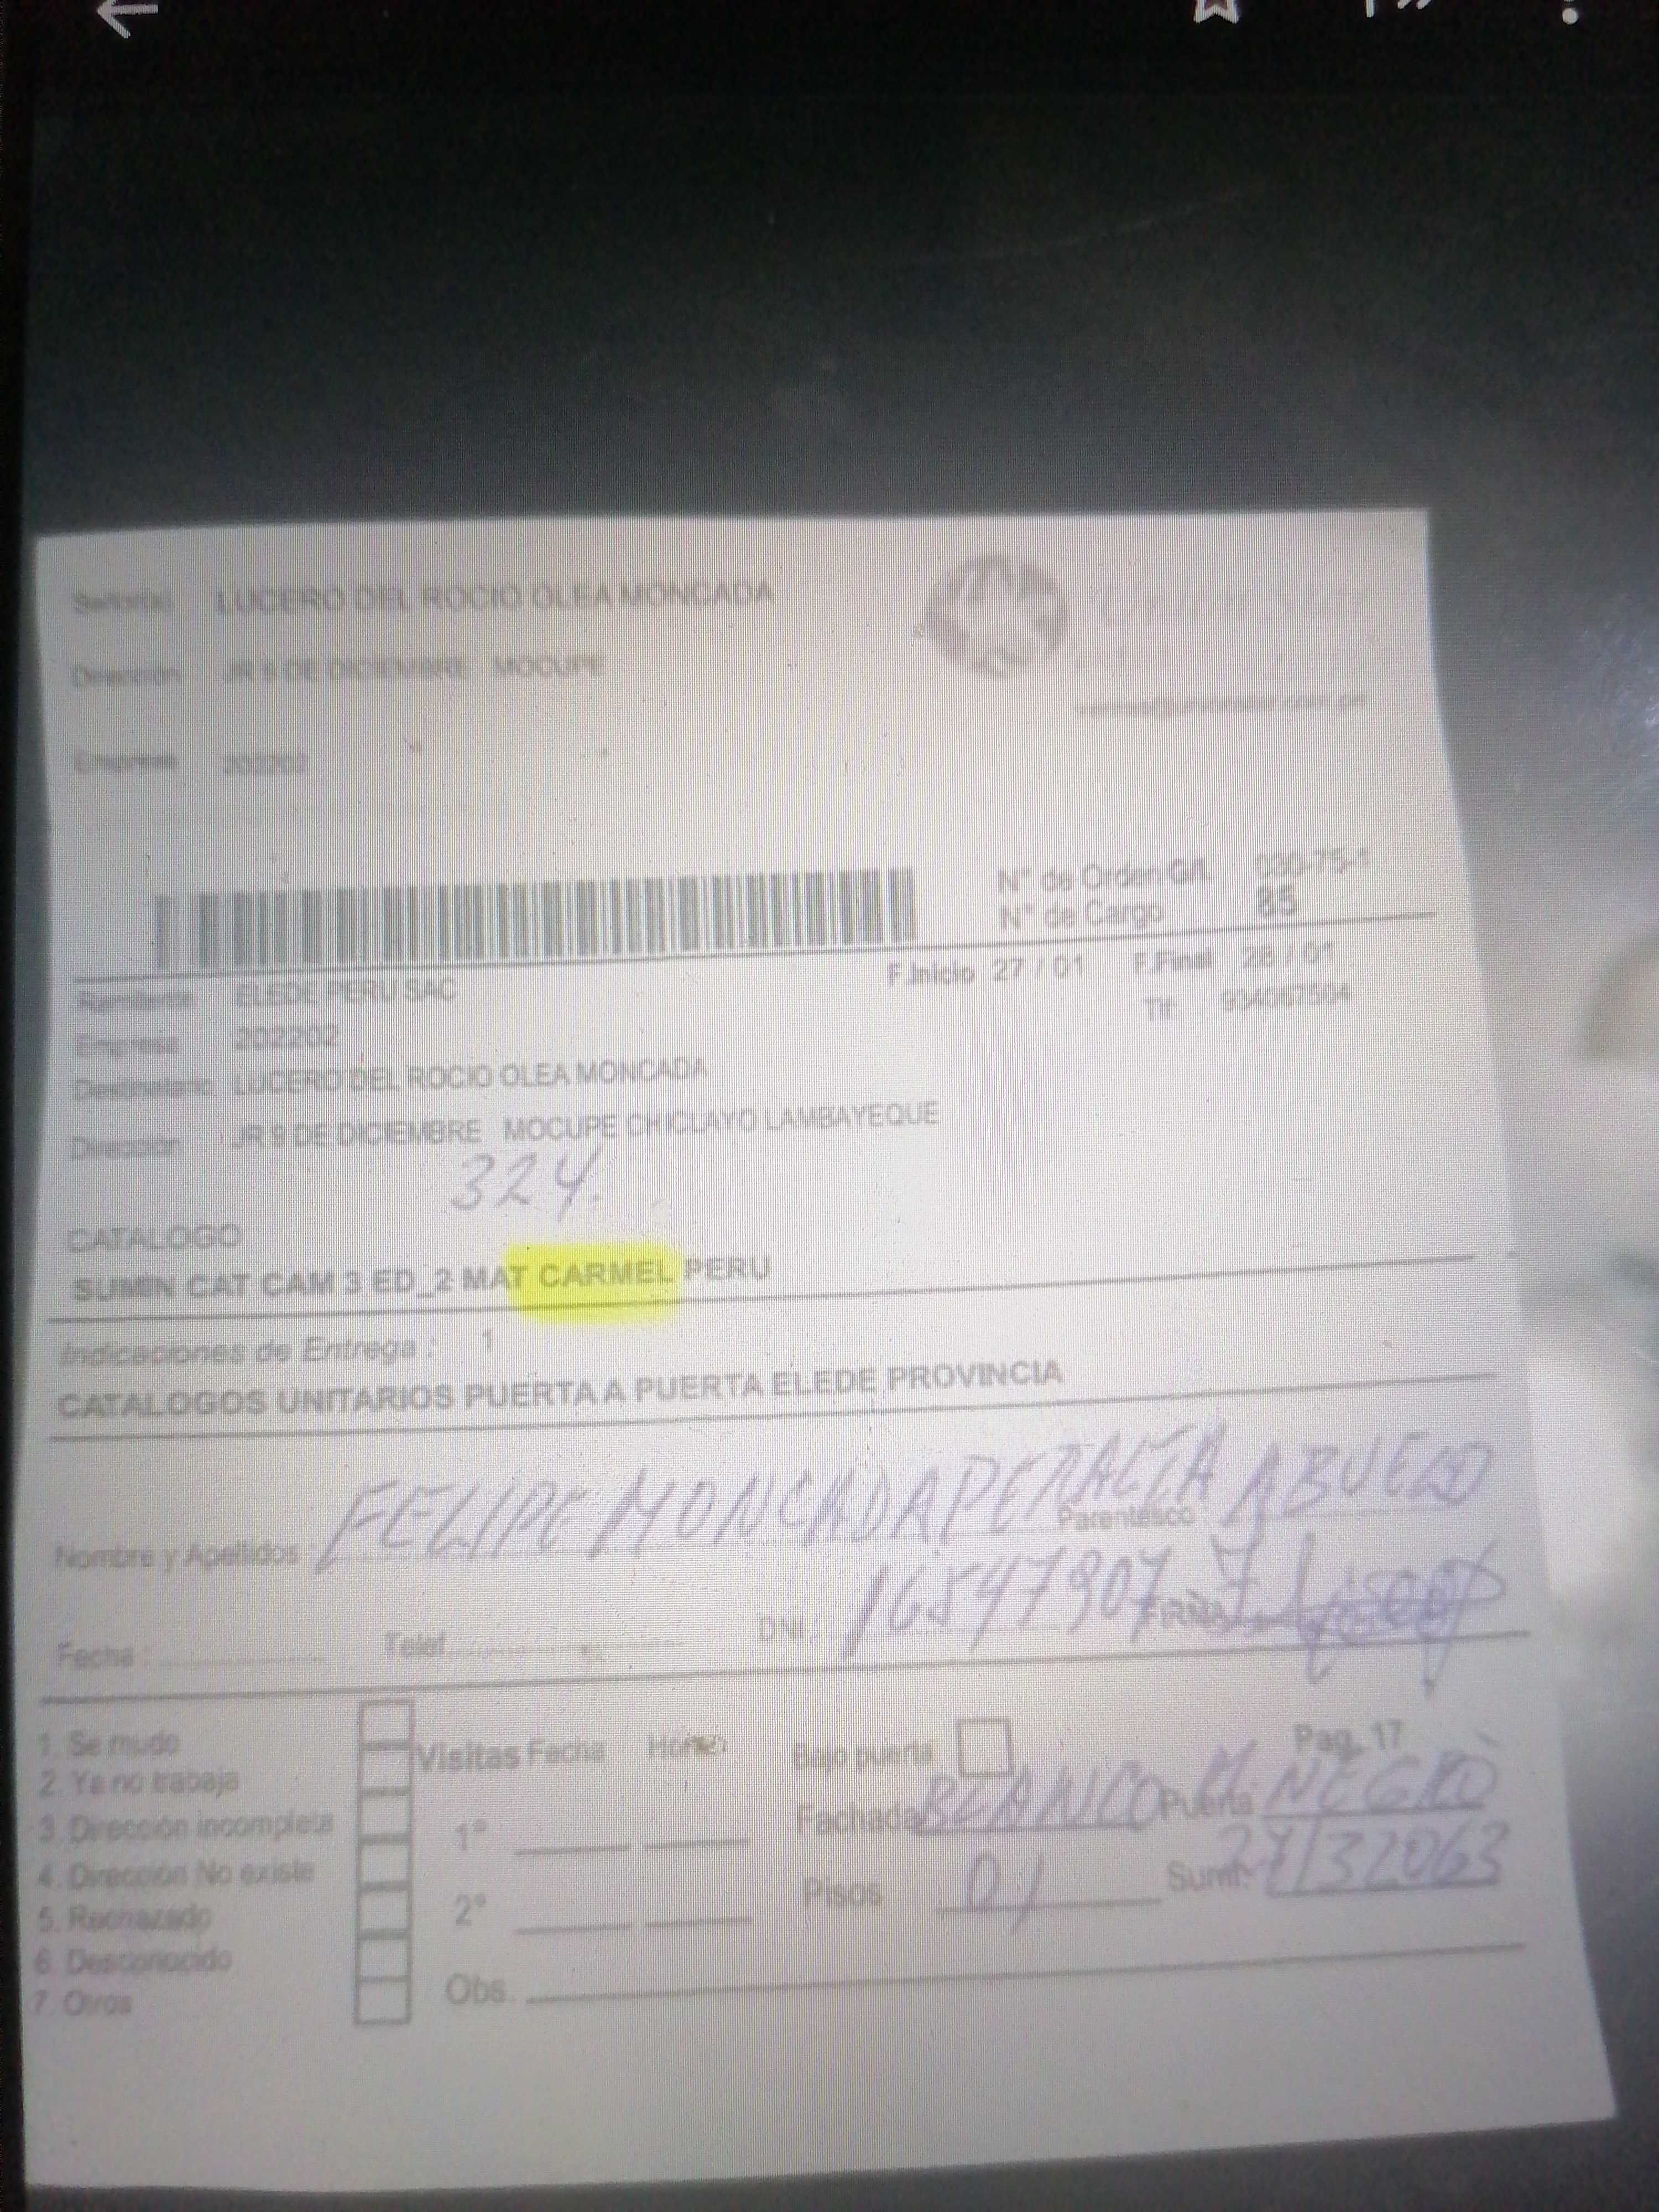 Señor(a) LUCERO DEL ROCIO OLEA MONCADA
Dirección JR 9 DE DICIEMBRE MOCUPE
Empresa 202202
N° de Orden G/L 030-75-1
N° de Cargo 85
F.Inicio 27 / 01 F.Final 28 / 01
Remitente ELEDE PERU SAC
Tlf 934067504
Empresa 202202
Destinatario LUCERO DEL ROCIO OLEA MONCADA
Dirección JR 9 DE DICIEMBRE MOCUPE CHICLAYO LAMBAYEQUE
324
CATALOGO
SUMIN CAT CAM 3 ED_2 MAT CARMEL PERU
Indicaciones de Entrega : 1
CATALOGOS UNITARIOS PUERTA A PUERTA ELEDE PROVINCIA
Nombre y Apellidos FELIPE MONCADA PERALTA Parentesco ABUELO
Fecha : Telef. DNI. 16547907 FIRMA
1. Se mudo
2. Ya no trabaja
3. Dirección incompleta
4. Dirección No existe
5. Rechazado
6. Desconocido
7. Otros
Visitas Fecha Hora
1°
2°
Obs.
Bajo puerta Pag. 17
Fachada BLANCO Puerta M. NEGRO
Pisos 01 Sumr.